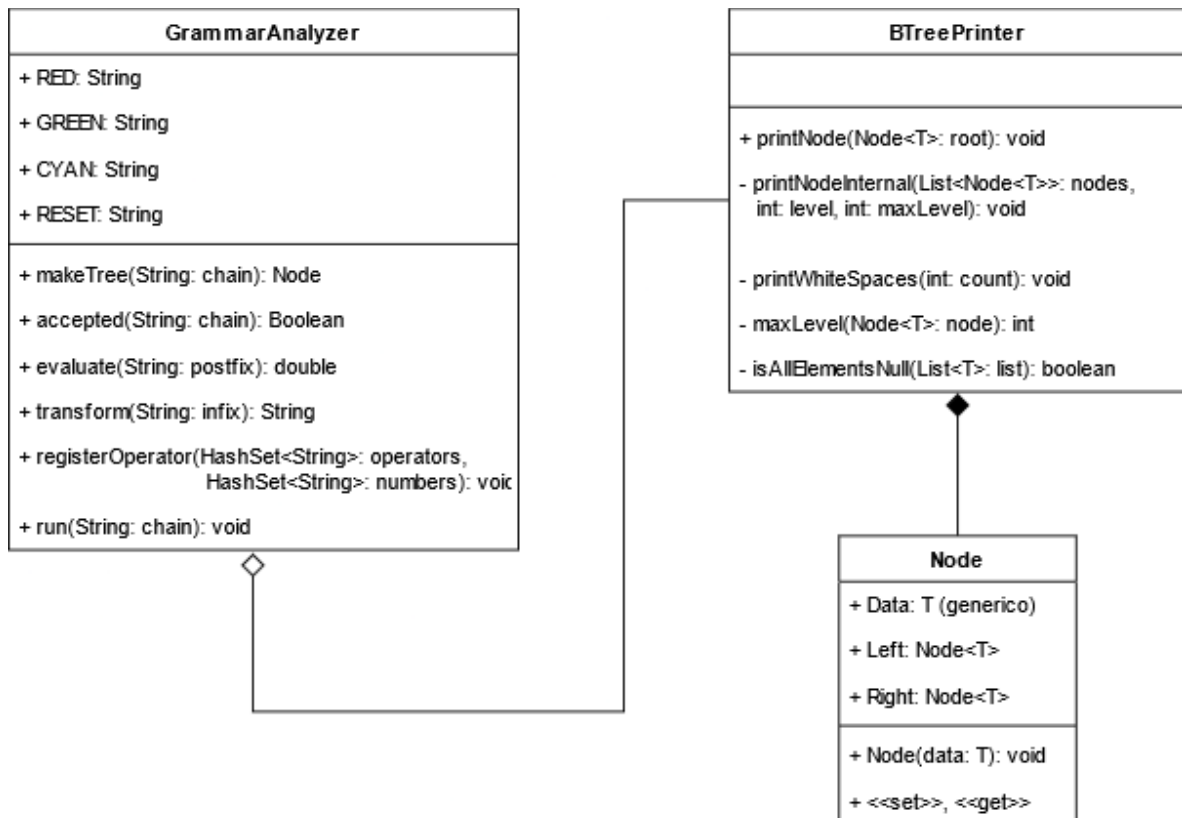 GrammarAnalyzer
+ RED: String
+ GREEN: String
+ CYAN: String
+ RESET: String
+ makeTree(String: chain): Node
+ accepted(String: chain): Boolean
+ evaluate(String: postfix): double
+ transform(String: infix): String
+ registerOperator(HashSet<String>: operators,
HashSet<String>: numbers): voic
+ run(String: chain): void
BTreePrinter
+ printNode(Node<T>: root): void
- printNodeInternal(List<Node<T>>: nodes,
int: level, int: maxLevel): void
- printWhiteSpaces(int: count): void
- maxLevel(Node<T>: node): int
- isAllElementsNull(List<T>: list): boolean
Node
+ Data: T (generico)
+ Left: Node<T>
+ Right: Node<T>
+ Node(data: T): void
+ <<set>>, <<get>>